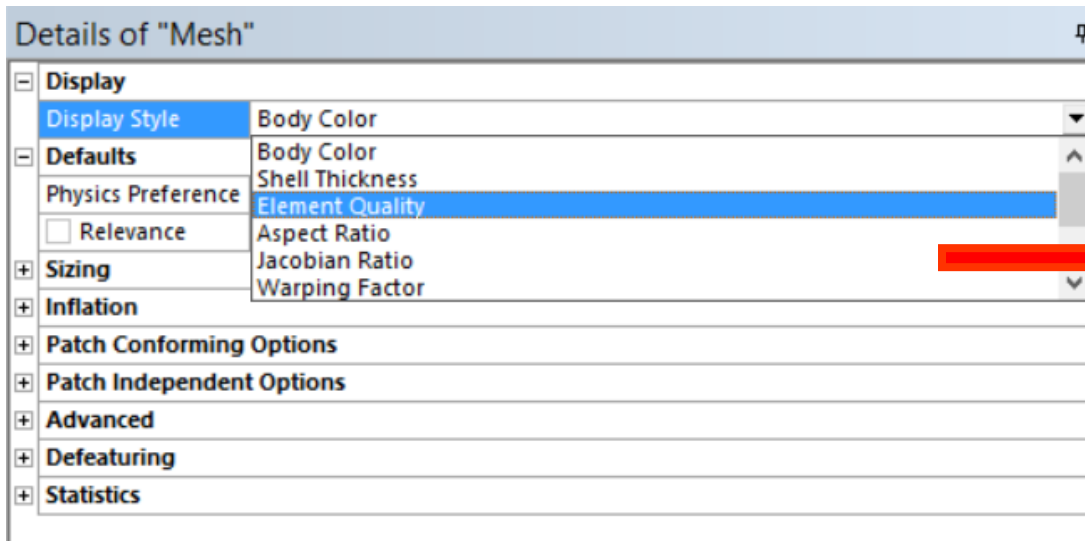 Details of "Mesh"
Display
Display Style Body Color
Body Color
Defaults
Shell Thickness
Physics Preference
Element Quality
Relevance
Aspect Ratio
Jacobian Ratio
Sizing
Warping Factor
Inflation
Patch Conforming Options
Patch Independent Options
Advanced
Defeaturing
Statistics